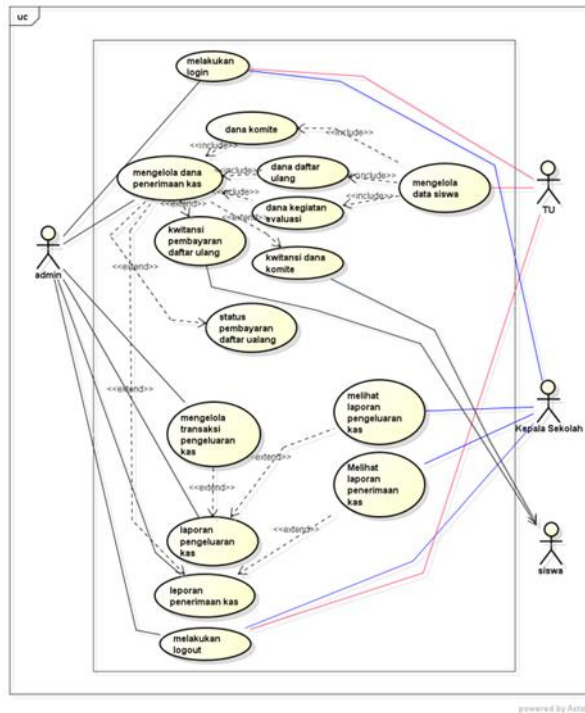 uc
melakukan
login
dana komite
<<include>>
<<include>>
mengelola dana
penerimaan kas
<<include>>
dana daftar
ulang
<<include>>
mengelola
data siswa
TU
<<include>>
dana kegiatan
evaluasi
<<include>>
<<extend>>
<<extend>>
kwitansi
pembayaran
daftar ulang
kwitansi dana
komite
admin
<<extend>>
status
pembayaran
daftar ualang
<<extend>>
melihat
laporan
pengeluaran
kas
Kepala Sekolah
mengelola
transaksi
pengeluaran
kas
<<extend>>
Melihat
laporan
penerimaan
kas
<<extend>>
laporan
pengeluaran
kas
<<extend>>
siswa
leporan
penerimaan kas
melakukan
logout
powered by Asta